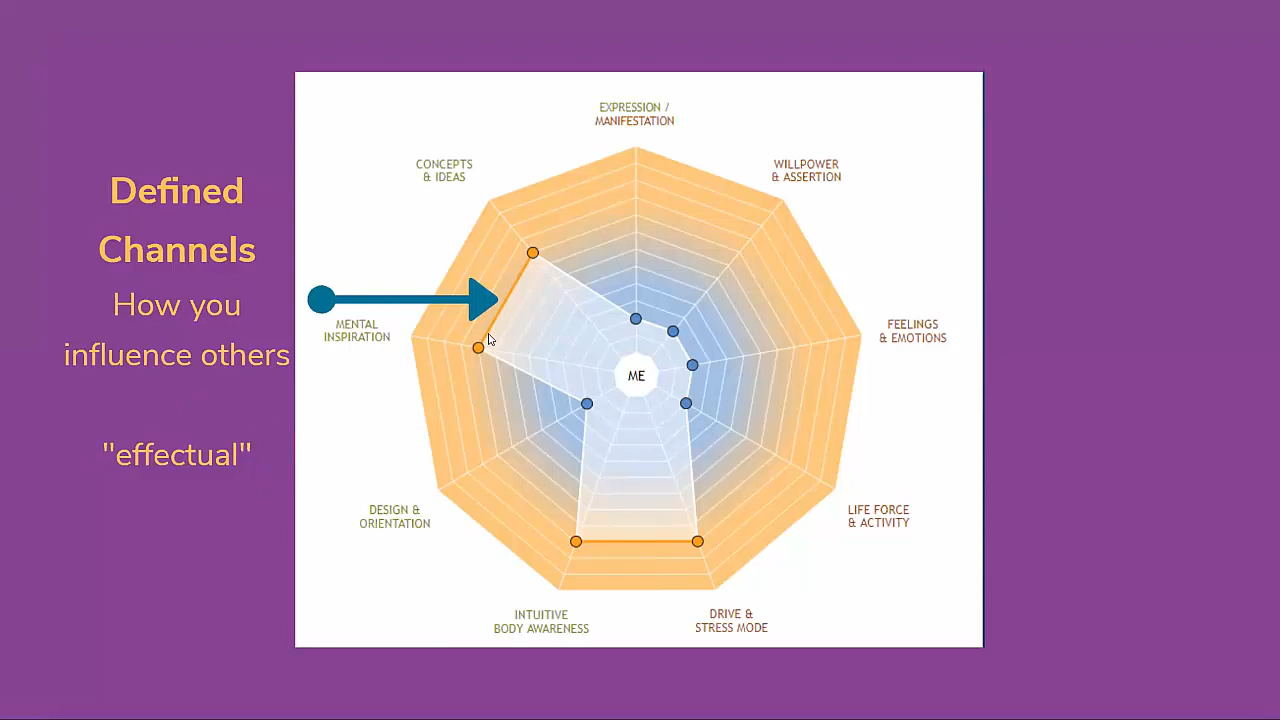 Defined
Channels
How you
influence others
"effectual"
EXPRESSION /
MANIFESTATION
CONCEPTS
& IDEAS
WILLPOWER
& ASSERTION
MENTAL
INSPIRATION
FEELINGS
& EMOTIONS
ME
DESIGN &
ORIENTATION
LIFE FORCE
& ACTIVITY
INTUITIVE
BODY AWARENESS
DRIVE &
STRESS MODE